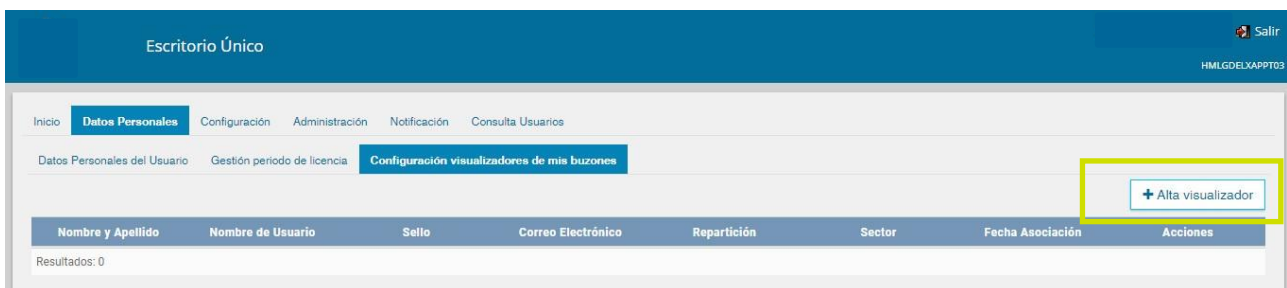 Salir
Escritorio Único
HMLGDELXAPPT03
Inicio Datos Personales Configuración Administración Notificación Consulta Usuarios
Datos Personales del Usuario Gestión periodo de licencia Configuración visualizadores de mis buzones
+ Alta visualizador
Nombre y Apellido Nombre de Usuario Sello Correo Electrónico Repartición Sector Fecha Asociación Acciones
Resultados: 0